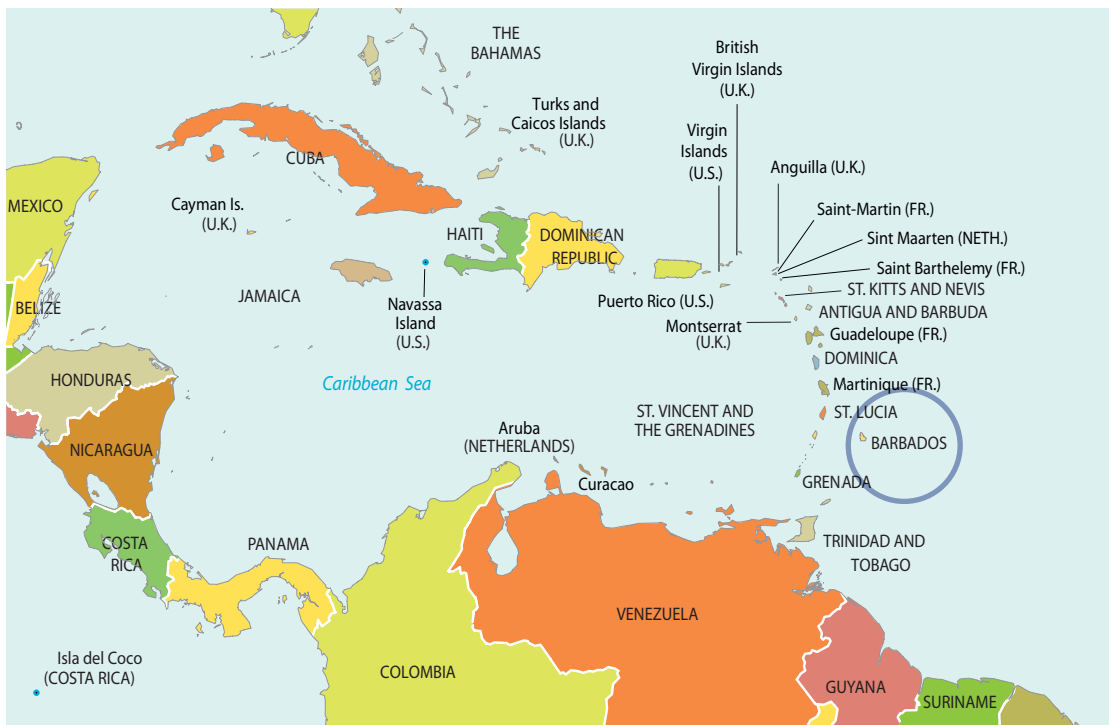 THE
BAHAMAS
British
Virgin Islands
(U.K.)
Turks and
Caicos Islands
(U.K.)
Virgin
Islands
(U.S.)
CUBA
Anguilla (U.K.)
MEXICO
Cayman Is.
(U.K.)
Saint-Martin (FR.)
HAITI
DOMINICAN
REPUBLIC
Sint Maarten (NETH.)
Saint Barthelemy (FR.)
ST. KITTS AND NEVIS
JAMAICA
BELIZE
Navassa
Island
(U.S.)
Puerto Rico (U.S.)
ANTIGUA AND BARBUDA
Montserrat
(U.K.)
Guadeloupe (FR.)
DOMINICA
HONDURAS
Caribbean Sea
Martinique (FR.)
ST. VINCENT AND
THE GRENADINES
ST. LUCIA
NICARAGUA
Aruba
(NETHERLANDS)
BARBADOS
Curacao
GRENADA
COSTA
RICA
PANAMA
TRINIDAD AND
TOBAGO
VENEZUELA
Isla del Coco
(COSTA RICA)
COLOMBIA
GUYANA
SURINAME